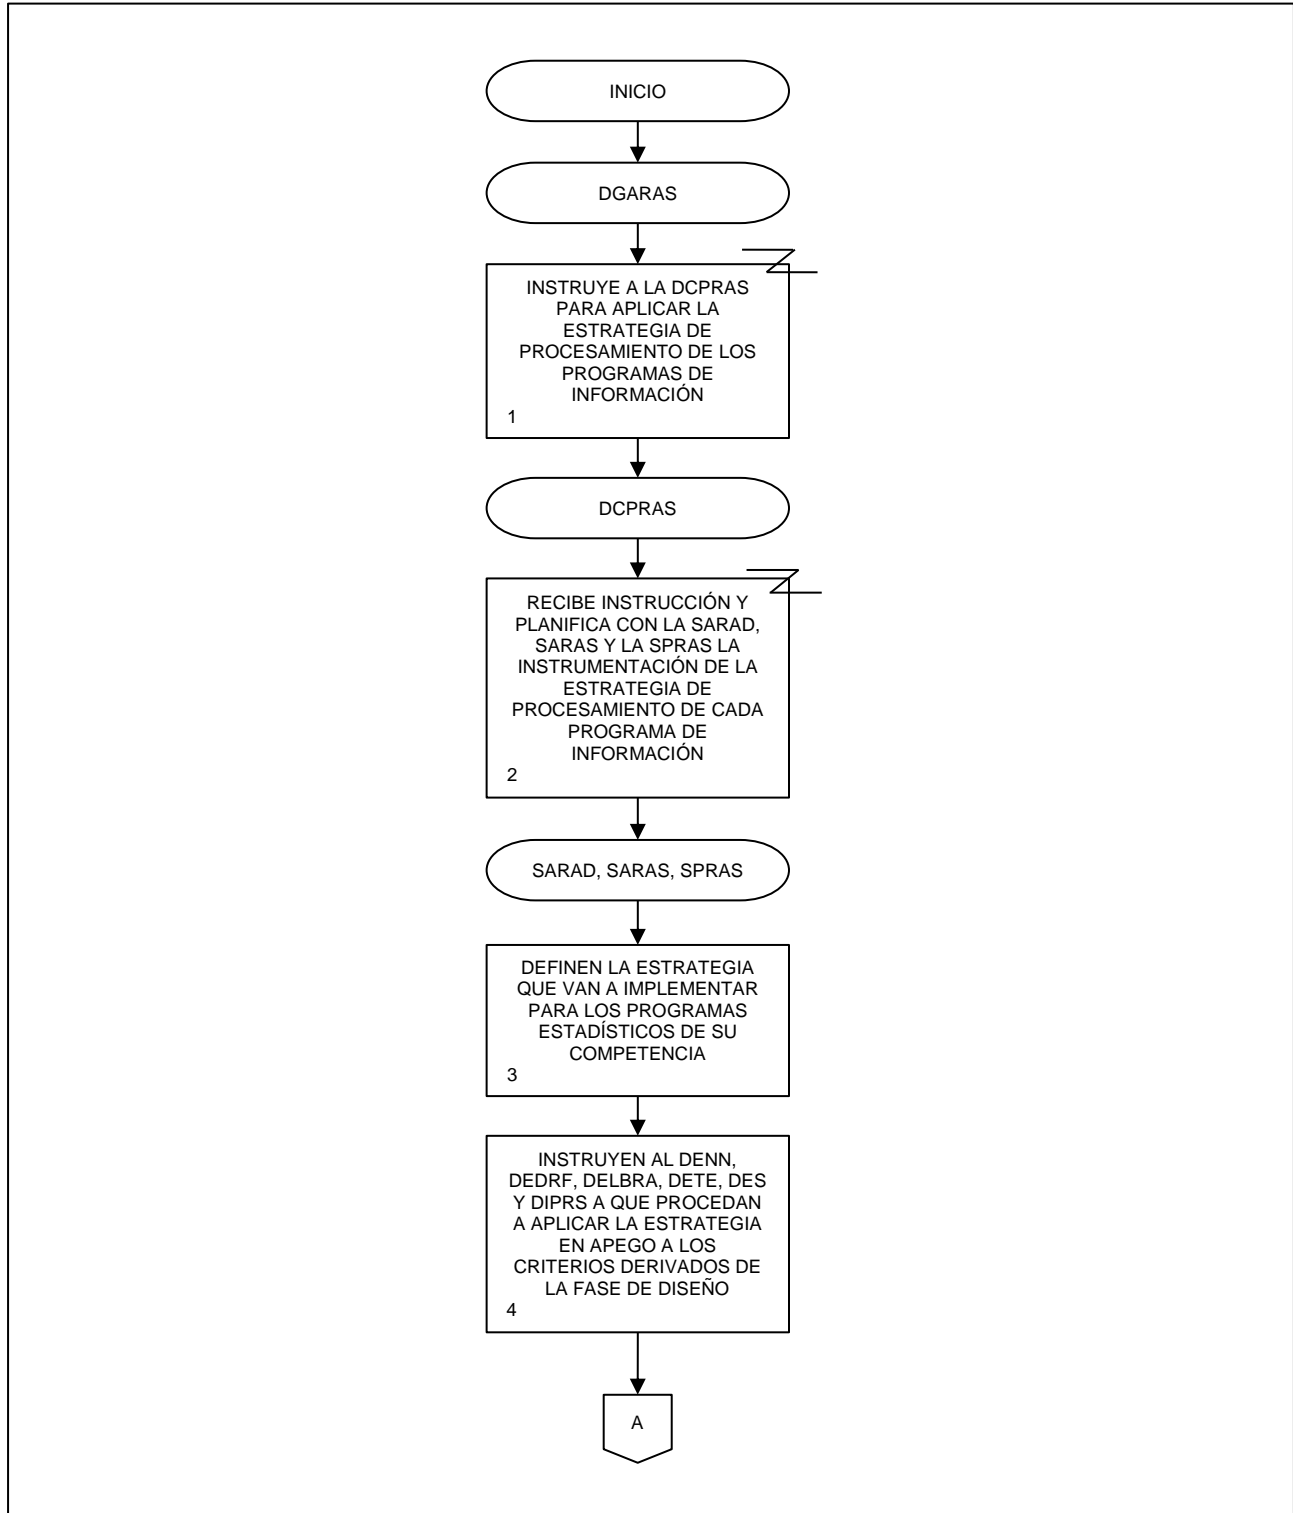 INICIO
DGARAS
INSTRUYE A LA DCPRAS
PARA APLICAR LA
ESTRATEGIA DE
PROCESAMIENTO DE LOS
PROGRAMAS DE
INFORMACIÓN
1
DCPRAS
RECIBE INSTRUCCIÓN Y
PLANIFICA CON LA SARAD,
SARAS Y LA SPRAS LA
INSTRUMENTACIÓN DE LA
ESTRATEGIA DE
PROCESAMIENTO DE CADA
PROGRAMA DE
INFORMACIÓN
2
SARAD, SARAS, SPRAS
DEFINEN LA ESTRATEGIA
QUE VAN A IMPLEMENTAR
PARA LOS PROGRAMAS
ESTADÍSTICOS DE SU
COMPETENCIA
3
INSTRUYEN AL DENN,
DEDRF, DELBRA, DETE, DES
Y DIPRS A QUE PROCEDAN
A APLICAR LA ESTRATEGIA
EN APEGO A LOS
CRITERIOS DERIVADOS DE
LA FASE DE DISEÑO
4
A